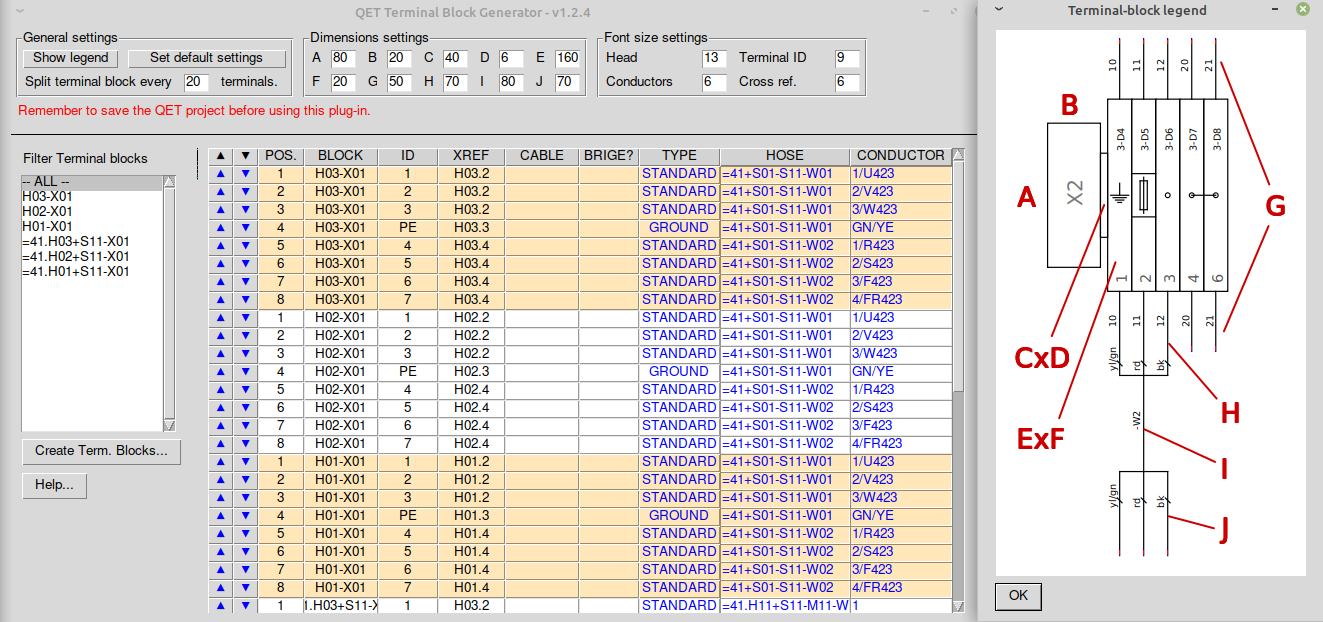 QET Terminal Block Generator - v1.2.4
General settings
Show legend Set default settings
Split terminal block every 20 terminals.
Dimensions settings
A 80 B 20 C 40 D 6 E 160
F 20 G 50 H 70 I 80 J 70
Font size settings
Head 13 Terminal ID 9
Conductors 6 Cross ref. 6
Remember to save the QET project before using this plug-in.
Filter Terminal blocks
-- ALL --
H03-X01
H02-X01
H01-X01
=41.H03+S11-X01
=41.H02+S11-X01
=41.H01+S11-X01
Create Term. Blocks...
Help...
▲ ▼ POS. BLOCK ID XREF CABLE BRIGE? TYPE HOSE CONDUCTOR
▲ ▼ 1 H03-X01 1 H03.2 STANDARD =41+S01-S11-W01 1/U423
▲ ▼ 2 H03-X01 2 H03.2 STANDARD =41+S01-S11-W01 2/V423
▲ ▼ 3 H03-X01 3 H03.2 STANDARD =41+S01-S11-W01 3/W423
▲ ▼ 4 H03-X01 PE H03.3 GROUND =41+S01-S11-W01 GN/YE
▲ ▼ 5 H03-X01 4 H03.4 STANDARD =41+S01-S11-W02 1/R423
▲ ▼ 6 H03-X01 5 H03.4 STANDARD =41+S01-S11-W02 2/S423
▲ ▼ 7 H03-X01 6 H03.4 STANDARD =41+S01-S11-W02 3/F423
▲ ▼ 8 H03-X01 7 H03.4 STANDARD =41+S01-S11-W02 4/FR423
▲ ▼ 1 H02-X01 1 H02.2 STANDARD =41+S01-S11-W01 1/U423
▲ ▼ 2 H02-X01 2 H02.2 STANDARD =41+S01-S11-W01 2/V423
▲ ▼ 3 H02-X01 3 H02.2 STANDARD =41+S01-S11-W01 3/W423
▲ ▼ 4 H02-X01 PE H02.3 GROUND =41+S01-S11-W01 GN/YE
▲ ▼ 5 H02-X01 4 H02.4 STANDARD =41+S01-S11-W02 1/R423
▲ ▼ 6 H02-X01 5 H02.4 STANDARD =41+S01-S11-W02 2/S423
▲ ▼ 7 H02-X01 6 H02.4 STANDARD =41+S01-S11-W02 3/F423
▲ ▼ 8 H02-X01 7 H02.4 STANDARD =41+S01-S11-W02 4/FR423
▲ ▼ 1 H01-X01 1 H01.2 STANDARD =41+S01-S11-W01 1/U423
▲ ▼ 2 H01-X01 2 H01.2 STANDARD =41+S01-S11-W01 2/V423
▲ ▼ 3 H01-X01 3 H01.2 STANDARD =41+S01-S11-W01 3/W423
▲ ▼ 4 H01-X01 PE H01.3 GROUND =41+S01-S11-W01 GN/YE
▲ ▼ 5 H01-X01 4 H01.4 STANDARD =41+S01-S11-W02 1/R423
▲ ▼ 6 H01-X01 5 H01.4 STANDARD =41+S01-S11-W02 2/S423
▲ ▼ 7 H01-X01 6 H01.4 STANDARD =41+S01-S11-W02 3/F423
▲ ▼ 8 H01-X01 7 H01.4 STANDARD =41+S01-S11-W02 4/FR423
▲ ▼ 1 1.H03+S11-X 1 H03.2 STANDARD =41.H11+S11-M11-W 1
Terminal-block legend
10 11 12 20 21
B
3-D4 3-D5 3-D6 3-D7 3-D8
A
X2
G
1 2 3 4 6
10 11 12 20 21
CxD
yl/gn rd bk
H
ExF
-W2
I
yl/gn rd bk
J
OK